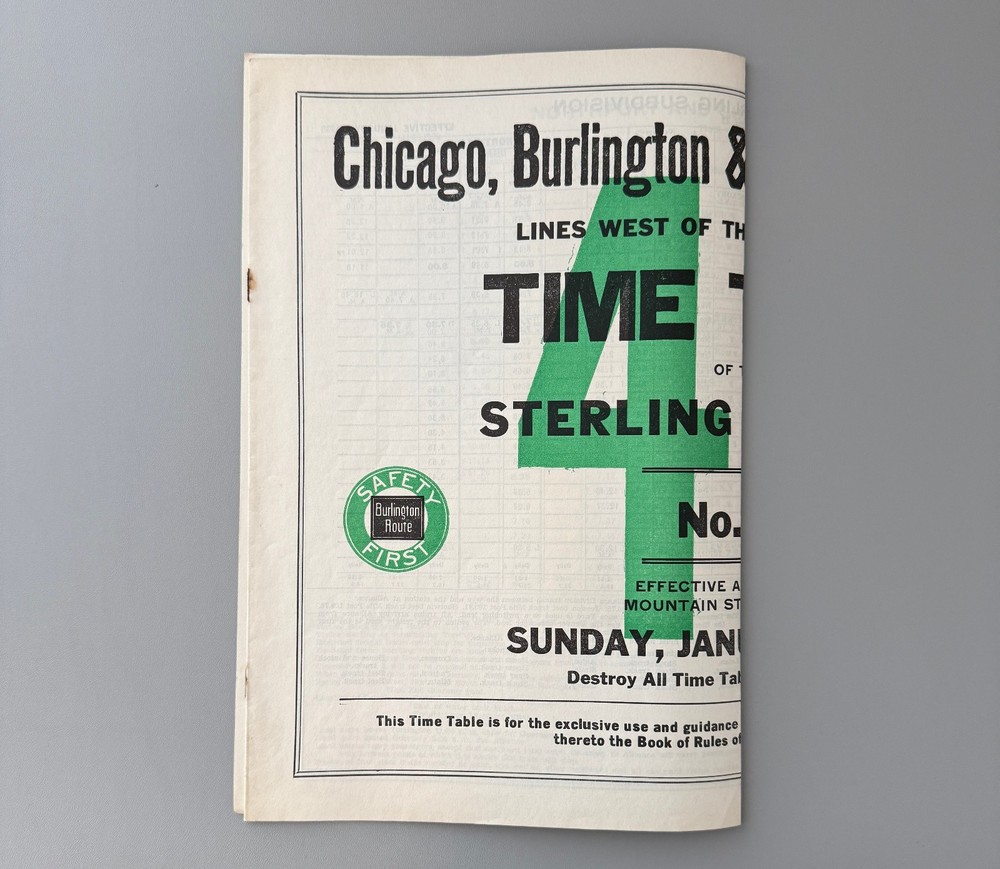 Chicago, Burlington &
LINES WEST OF TH
TIME T
OF T
STERLING
4
No.
SAFETY
Burlington
Route
FIRST
EFFECTIVE A
MOUNTAIN ST
SUNDAY, JANU
Destroy All Time Tab
This Time Table is for the exclusive use and guidance
thereto the Book of Rules of